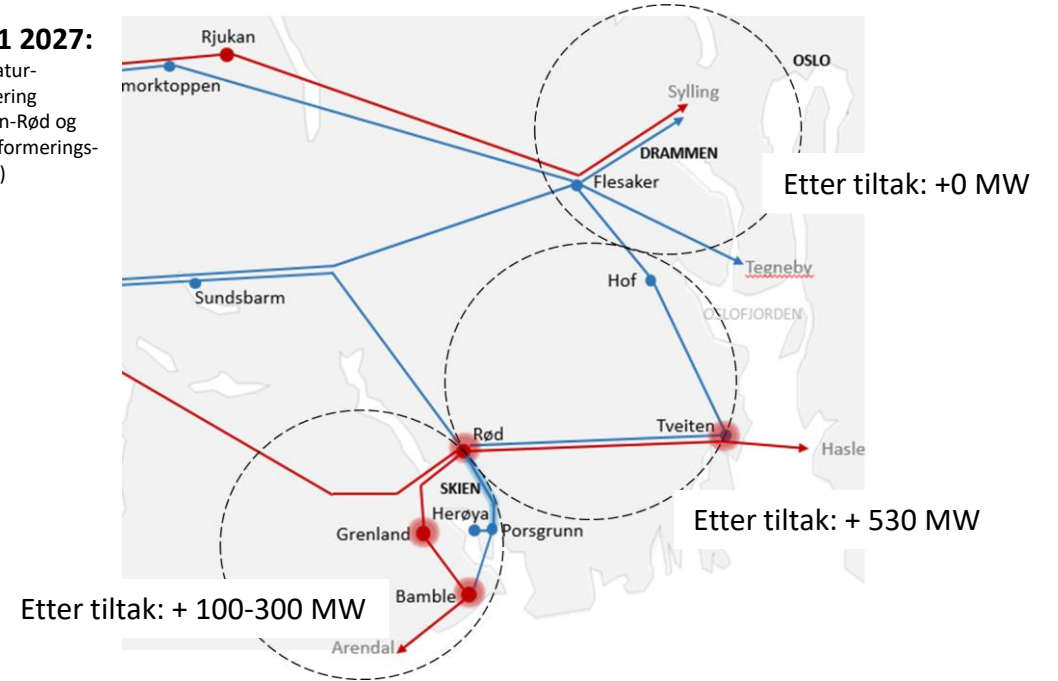 1 2027:
atur-
ering
n-Rød og
formerings-
)
Rjukan
morktoppen
OSLO
Sylling
DRAMMEN
Flesaker
Etter tiltak: +0 MW
Tegneby
Hof
Sundsbarm
OSLOFJORDEN
Tveiten
Rød
Hasle
SKIEN
Herøya
Grenland
Porsgrunn
Etter tiltak: + 530 MW
Bamble
Etter tiltak: + 100-300 MW
Arendal